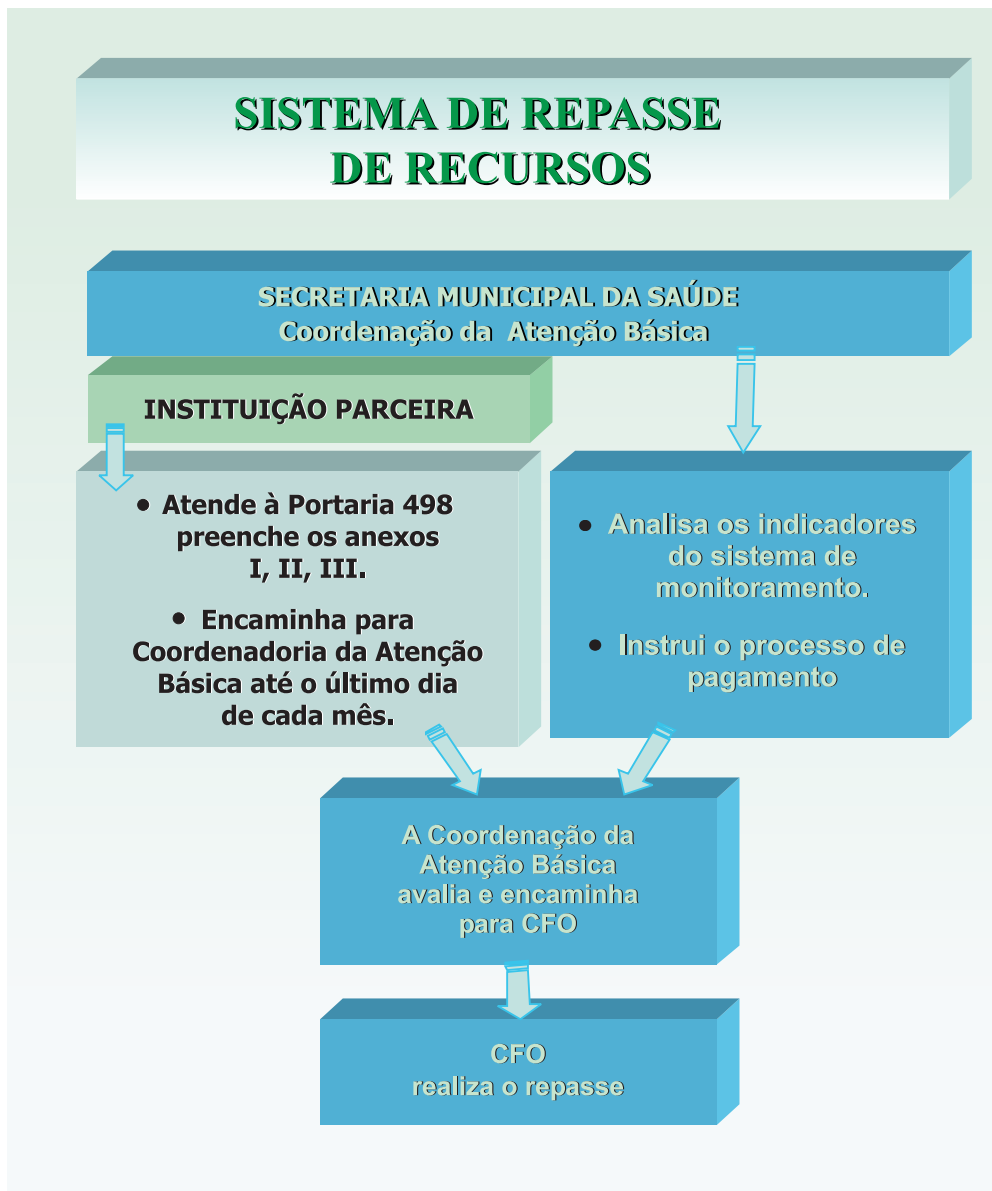 SISTEMA DE REPASSE
DE RECURSOS
SECRETARIA MUNICIPAL DA SAÚDE
Coordenação da Atenção Básica
INSTITUIÇÃO PARCEIRA
• Atende à Portaria 498
preenche os anexos
I, II, III.
• Encaminha para
Coordenadoria da Atenção
Básica até o último dia
de cada mês.
• Analisa os indicadores
do sistema de
monitoramento.
• Instrui o processo de
pagamento
A Coordenação da
Atenção Básica
avalia e encaminha
para CFO
CFO
realiza o repasse